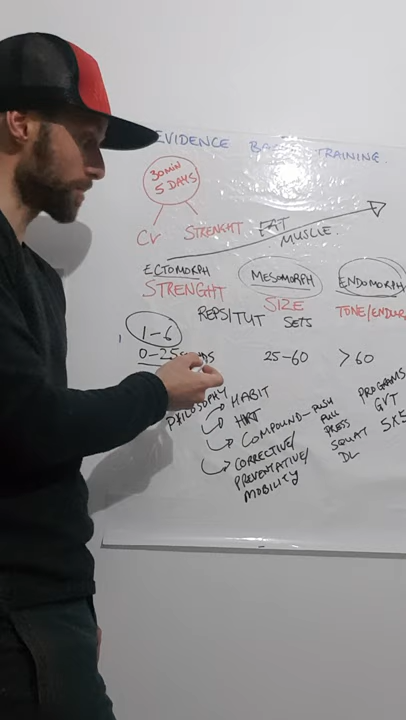 EVIDENCE BA TRAINING.
30MIN
5 DAYS
CV STRENGHT FAT
MUSCLE.
ECTOMORPH MESOMORPH ENDOMORPH
STRENGHT SIZE TONE/ENDUR
REPS/TUT SETS
1-6
0-25 25-60 >60
PHILOSOPHY HABIT
HIRT
COMPOUND - PUSH
PULL
PRESS
SQUAT
DL
CORRECTIVE/
PREVENTATIVE/
MOBILITY
PROGRAMS
GVT
5X5